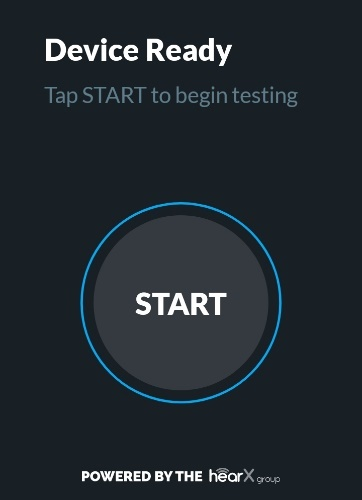 Device Ready
Tap START to begin testing
START
POWERED BY THE hearX group